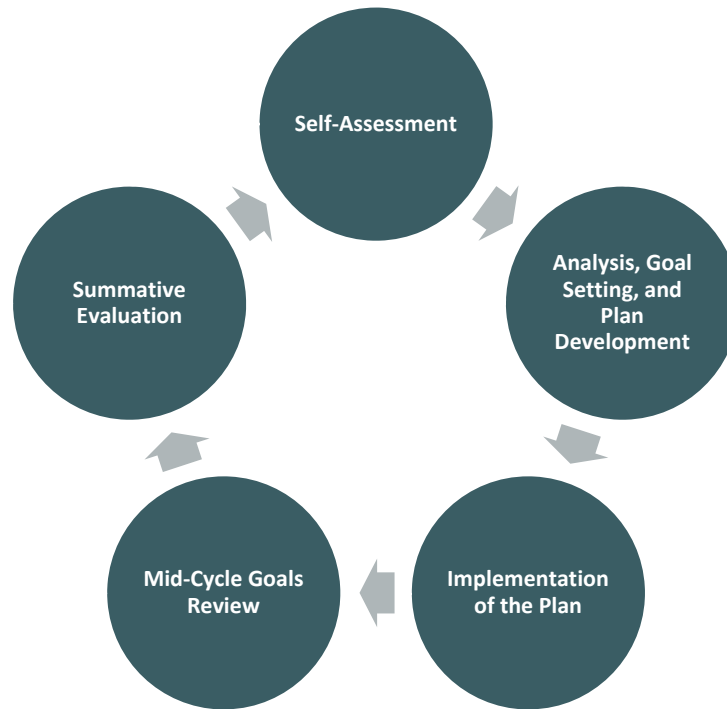 Self-Assessment
Analysis, Goal
Setting, and
Plan
Development
Implementation
of the Plan
Mid-Cycle Goals
Review
Summative
Evaluation